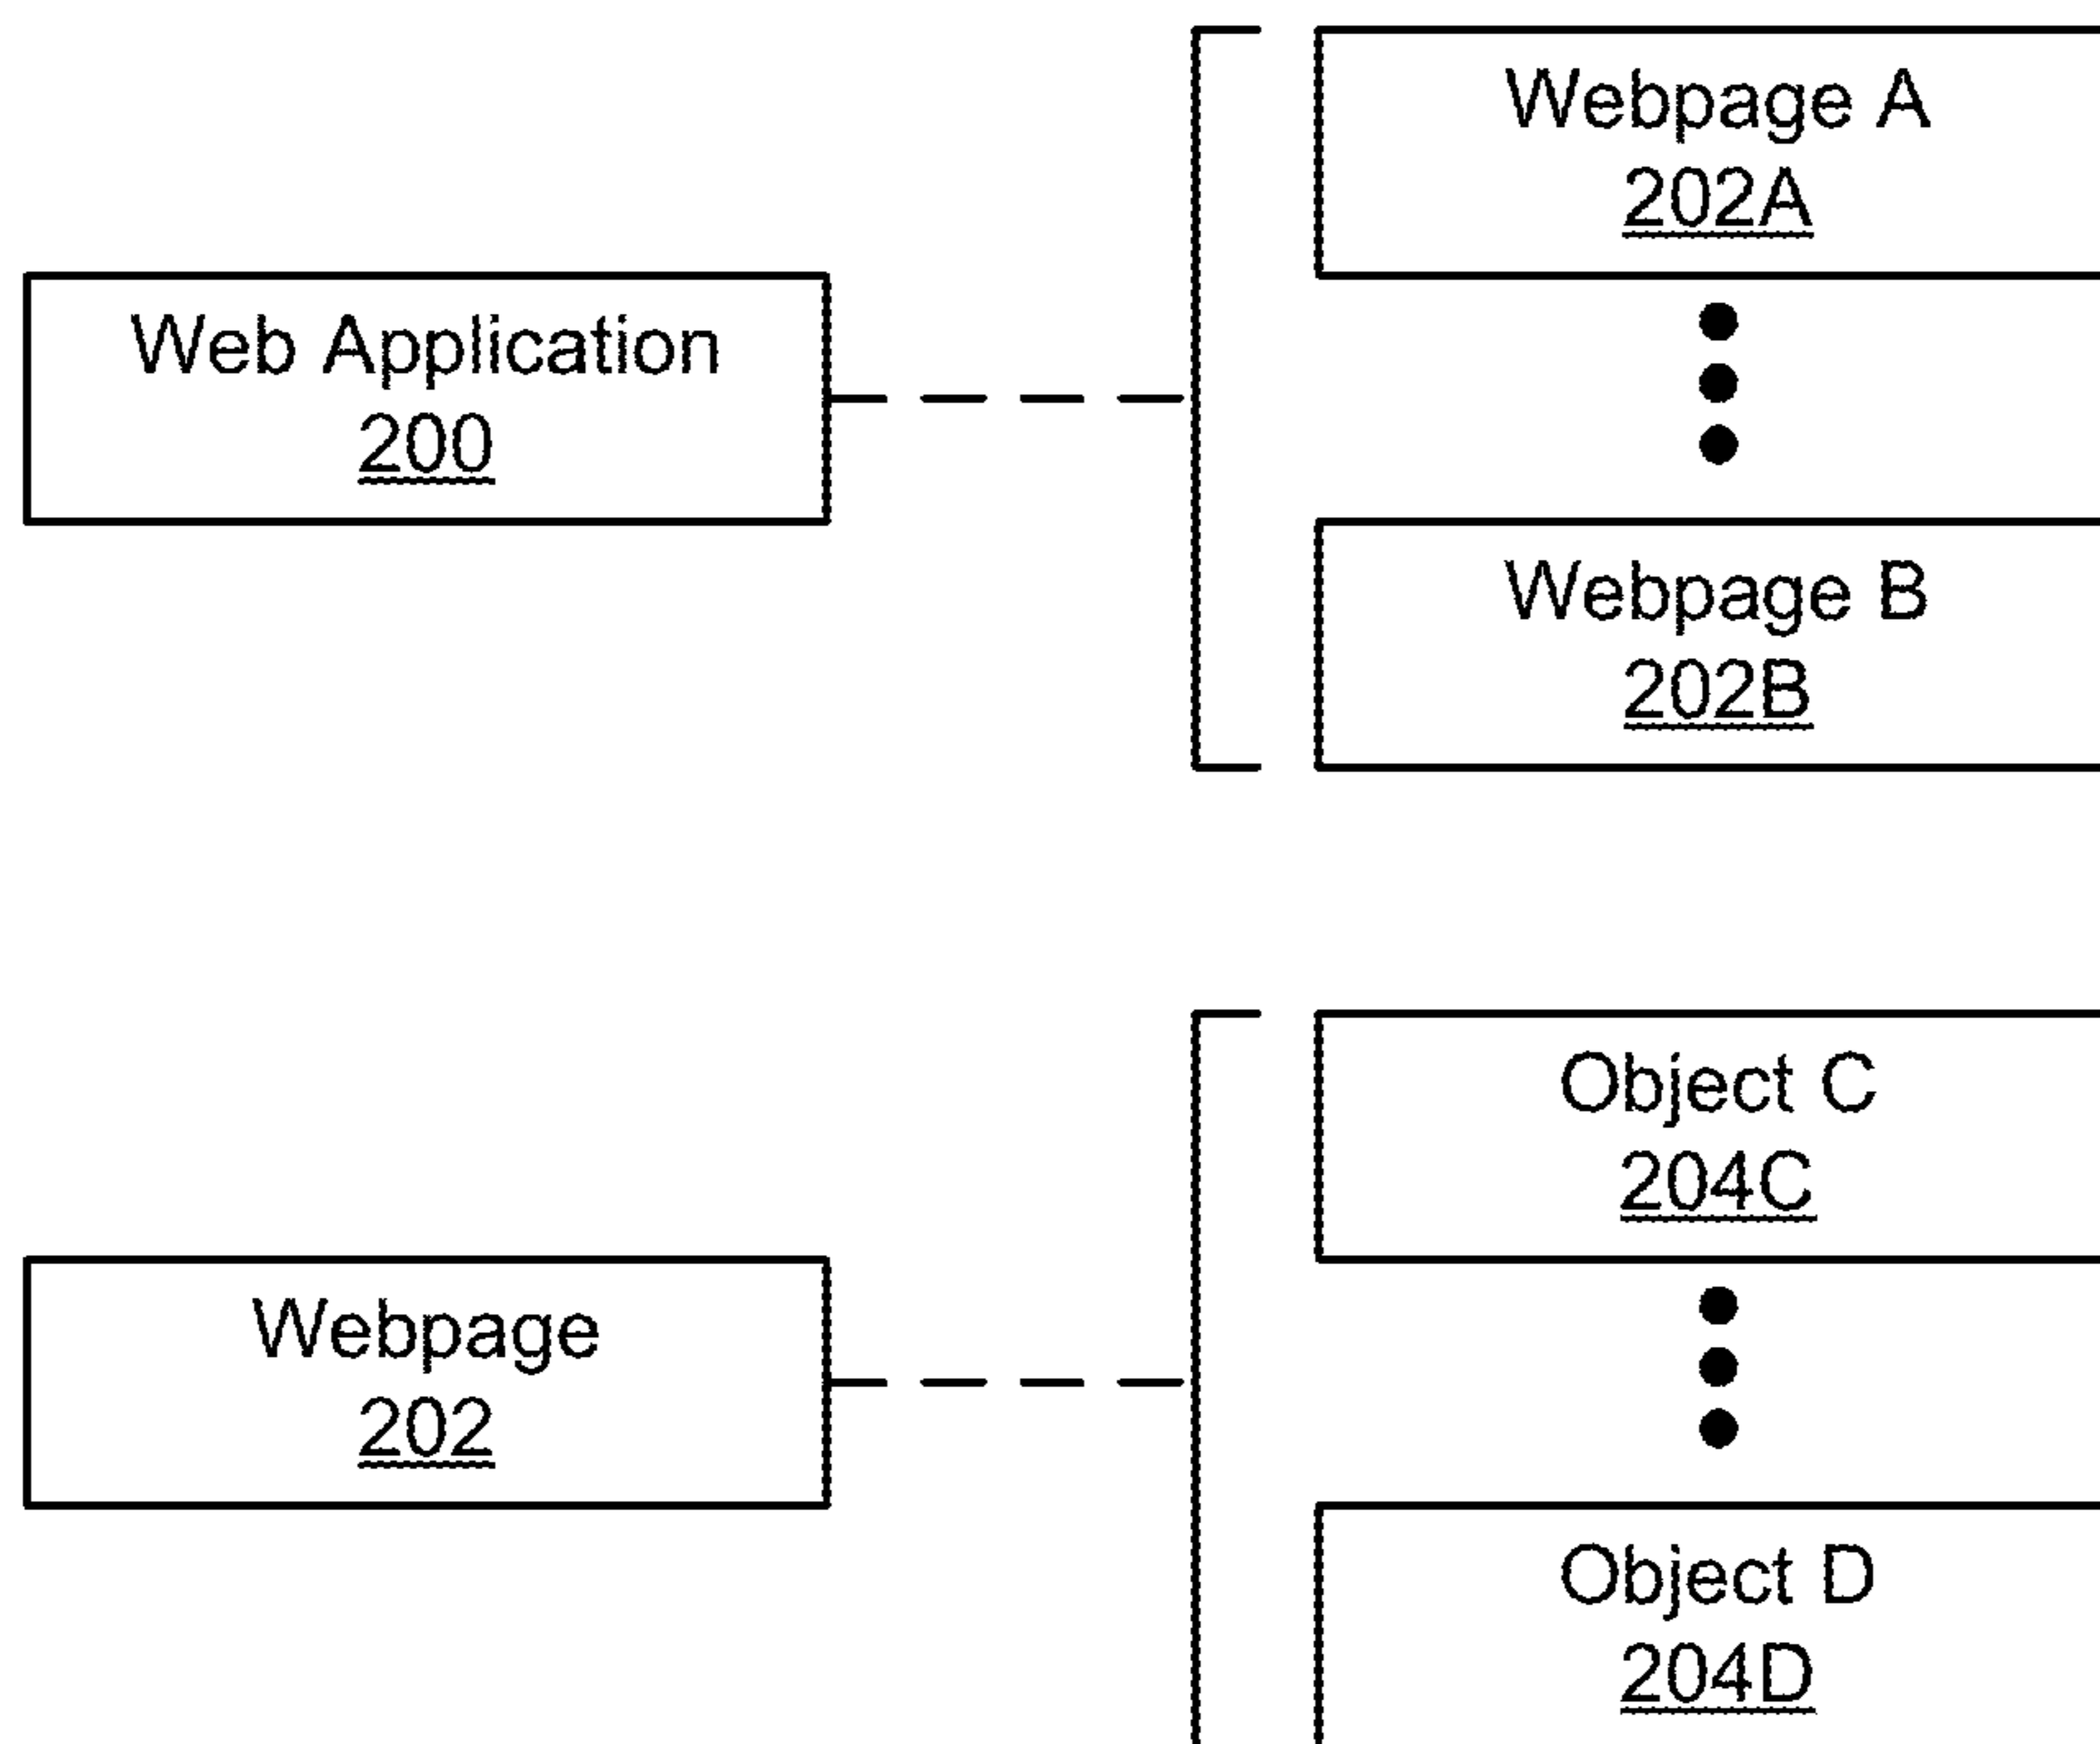 Webpage A
202A
Web Application
200
Webpage B
202B
Object C
204C
Webpage
202
Object D
204D